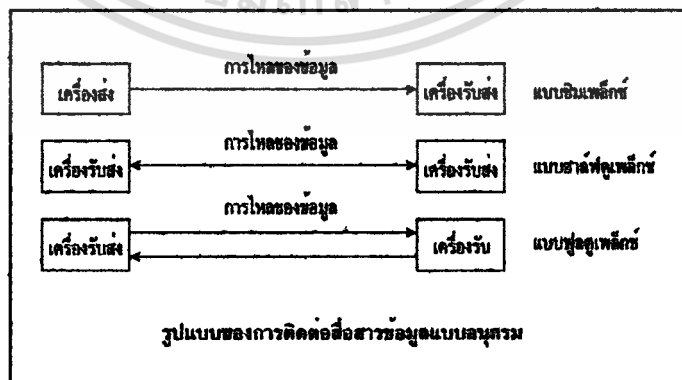 การไหลของข้อมูล
เครื่องส่ง เครื่องรับส่ง แบบซิมเพล็กซ์
การไหลของข้อมูล
เครื่องรับส่ง เครื่องรับส่ง แบบฮาล์ฟดูเพล็กซ์
การไหลของข้อมูล
เครื่องรับส่ง เครื่องรับ แบบฟูลดูเพล็กซ์
รูปแบบของการติดต่อสื่อสารข้อมูลแบบอนุกรม